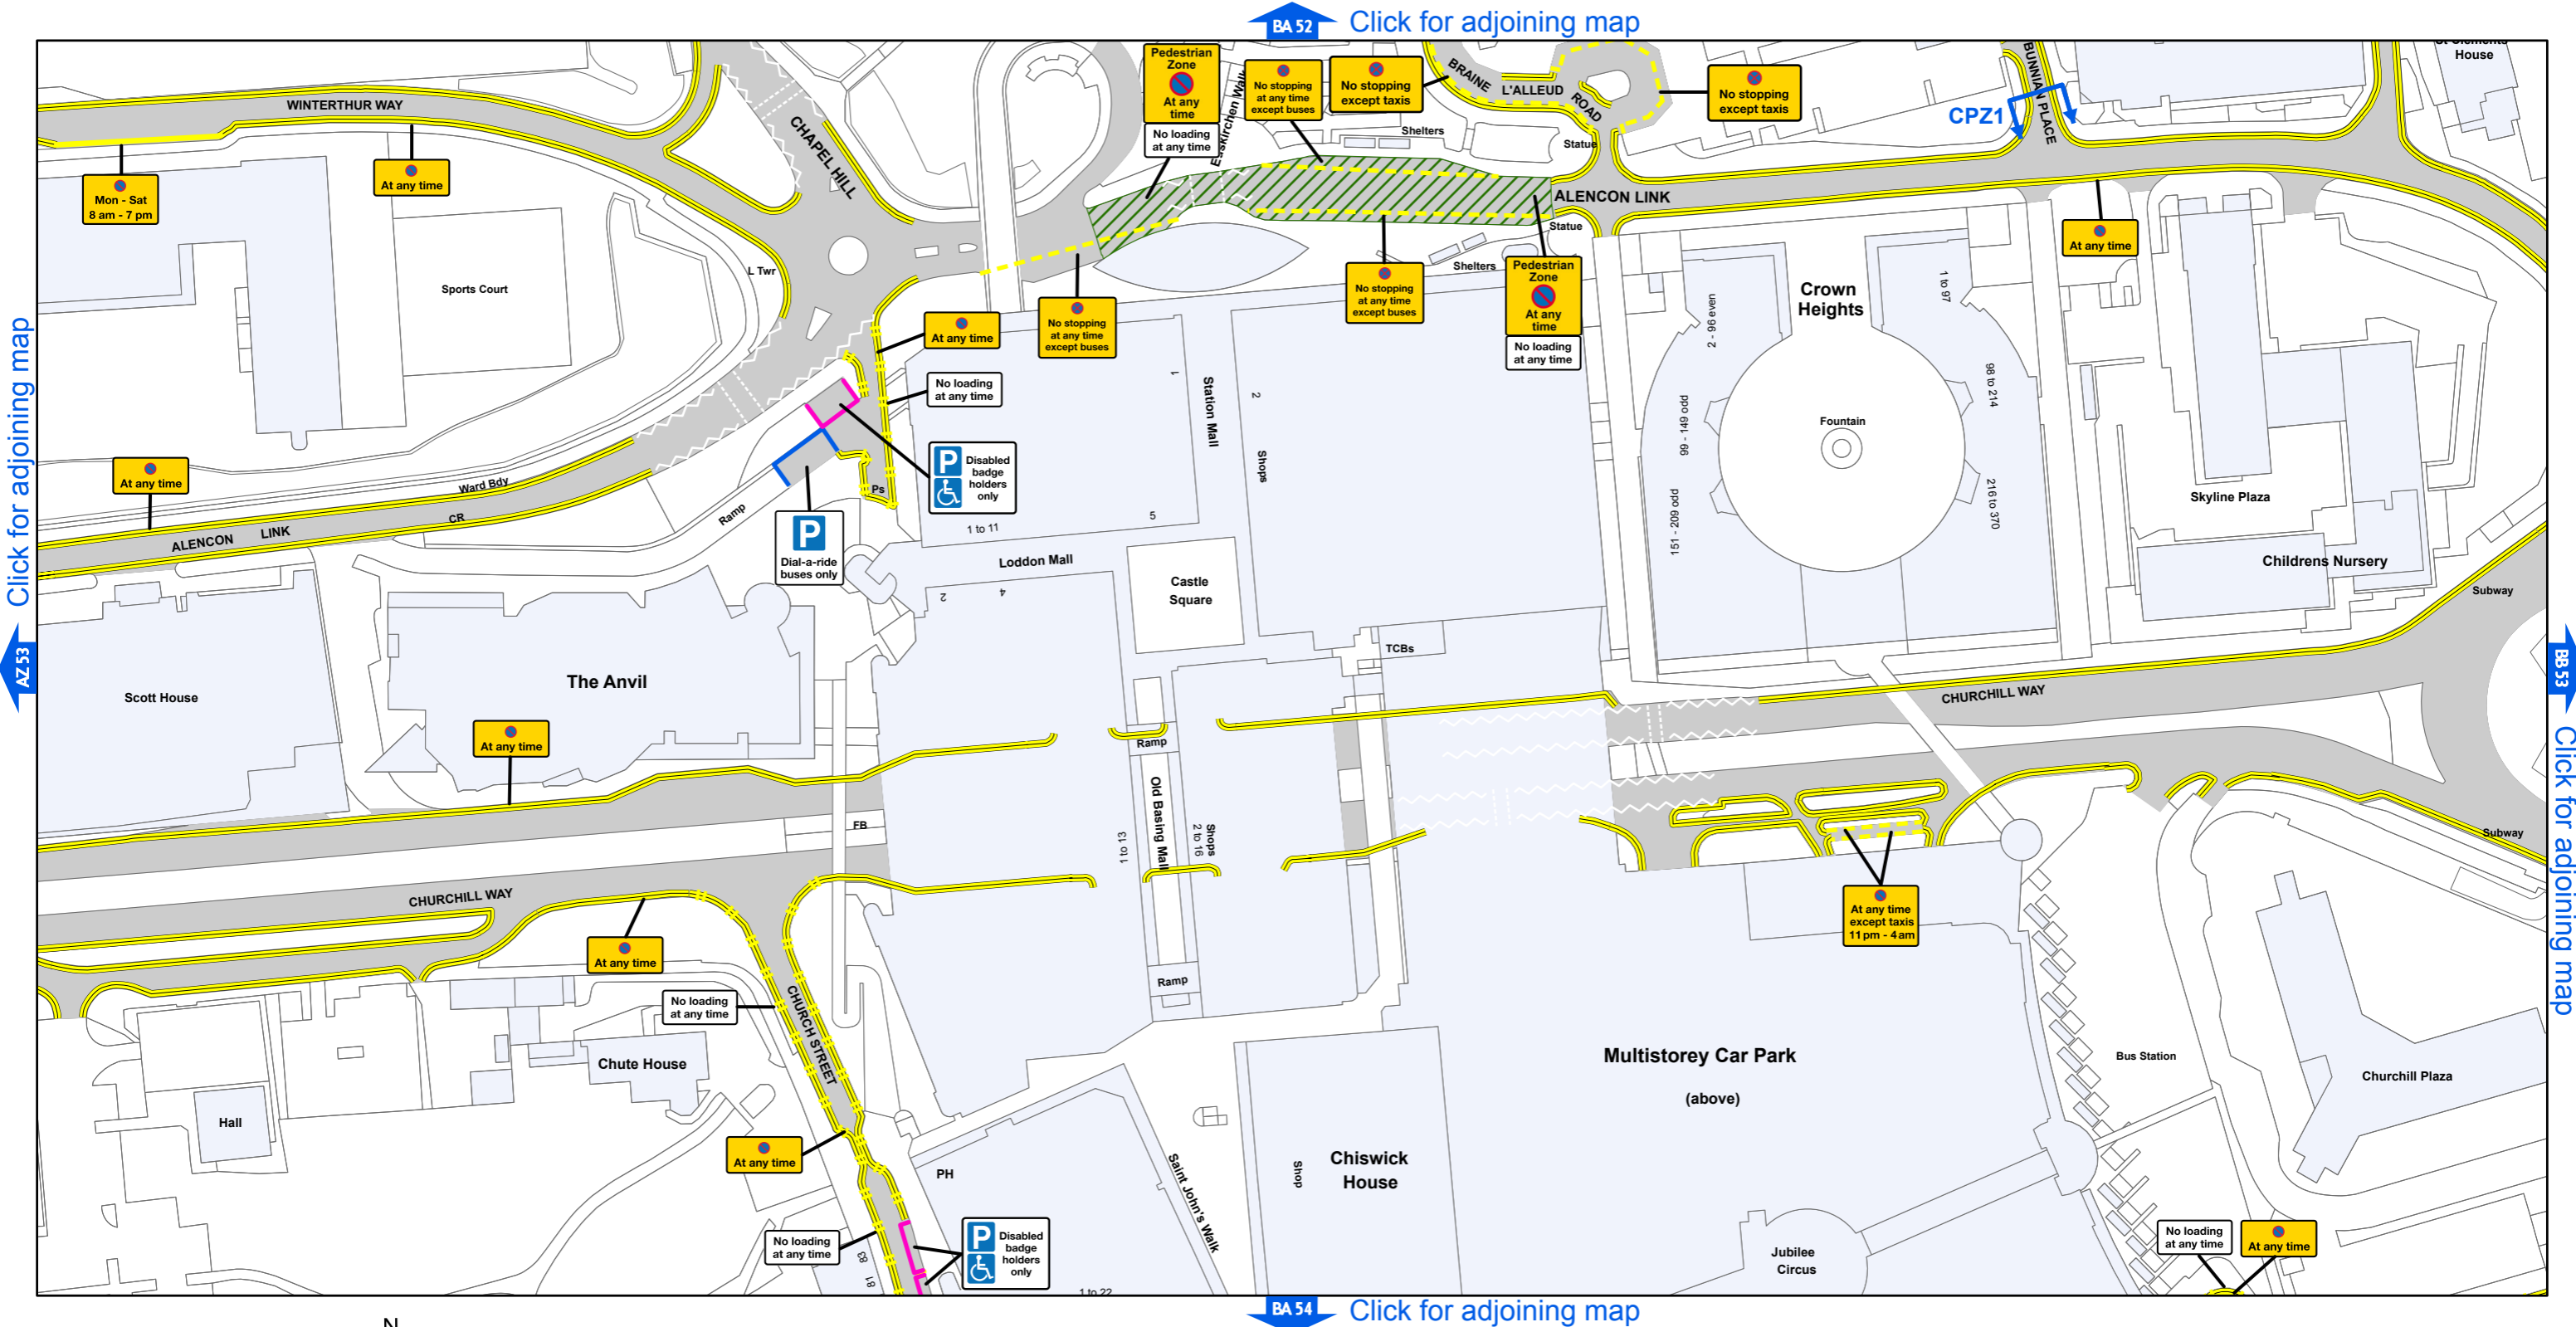 BA 52
Click for adjoining map
WINTERTHUR WAY
CHAPEL HILL
Mon - Sat
8 am - 7 pm
At any time
Pedestrian
Zone
At any
time
No loading
at any time
No stopping
at any time
except buses
No stopping
except taxis
BRAINE
L'ALLEUD
ROAD
No stopping
except taxis
Shelters
Statue
CPZ1
BUNNIAN PLACE
House
ALENCON LINK
Statue
Shelters
At any time
L Twr
Sports Court
At any time
No stopping
at any time
except buses
No stopping
at any time
except buses
Pedestrian
Zone
At any
time
No loading
at any time
Crown
Heights
2 - 96 even
1 to 97
98 to 214
99 - 149 odd
151 - 209 odd
216 to 370
Fountain
No loading
at any time
P
Disabled
badge
holders
only
Station Mall
1
2
Shops
5
1 to 11
At any time
Ward Bdy
CR
ALENCON
LINK
Ramp
Ps
P
Dial-a-ride
buses only
Loddon Mall
2
4
Castle
Square
Skyline Plaza
Childrens Nursery
Subway
Click for adjoining map
AZ 53
BB 53
Click for adjoining map
Scott House
The Anvil
TCBs
CHURCHILL WAY
At any time
Ramp
Old Basing Mall
1 to 13
Shops
2 to 16
FB
Subway
CHURCHILL WAY
At any time
At any time
except taxis
11 pm - 4 am
No loading
at any time
CHURCH STREET
Ramp
Chute House
Hall
Multistorey Car Park
(above)
Bus Station
Churchill Plaza
At any time
PH
Saint John's Walk
Shop
Chiswick
House
No loading
at any time
83
81
P
Disabled
badge
holders
only
Jubilee
Circus
No loading
at any time
At any time
1 to 22
BA 54
Click for adjoining map
N